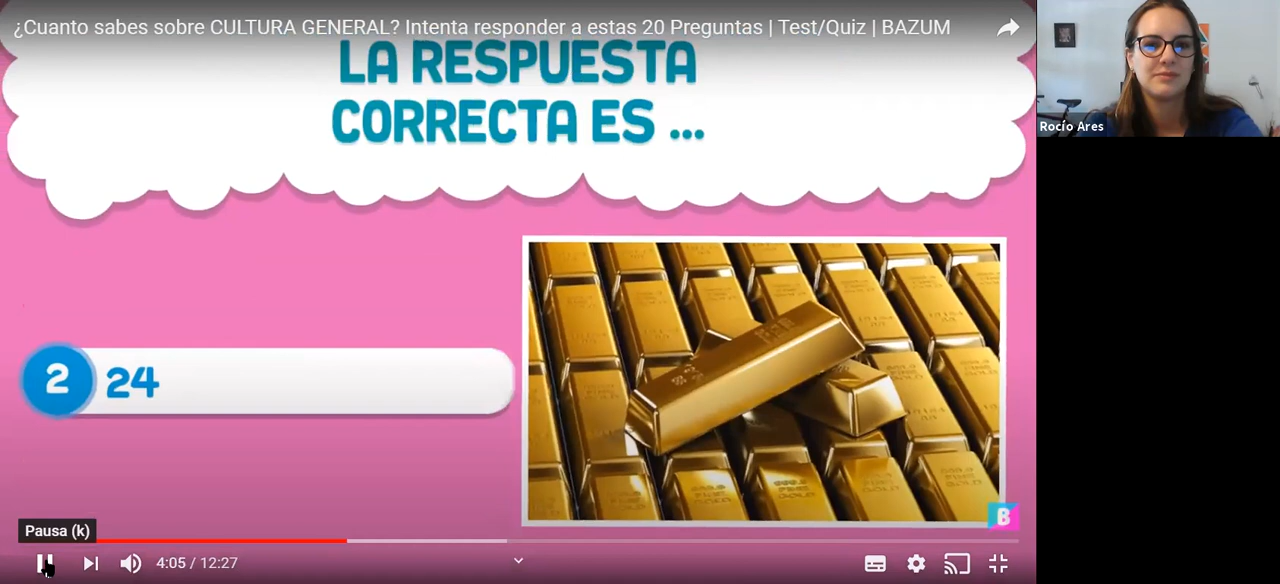 ¿Cuanto sabes sobre CULTURA GENERAL? Intenta responder a estas 20 Preguntas | Test/Quiz | BAZUM
LA RESPUESTA
CORRECTA ES ...
Rocío Ares
2 24
B
Pausa (k)
4:05 / 12:27